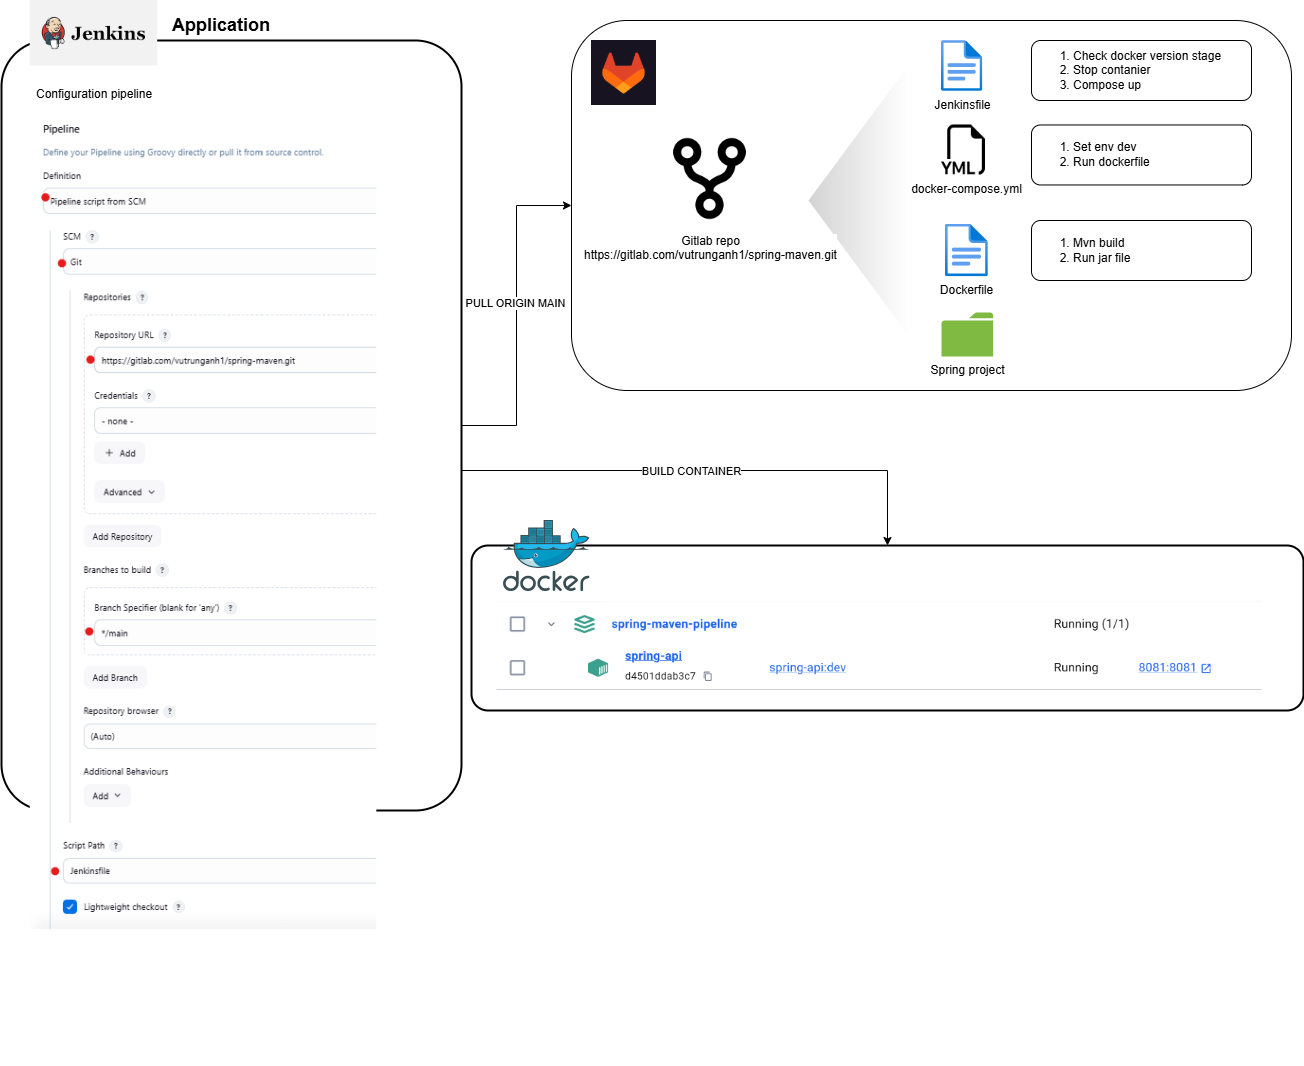 Jenkins
Application
Configuration pipeline
Pipeline
Define your Pipeline using Groovy directly or pull it from source control.
Definition
Pipeline script from SCM
SCM ?
Git
Repositories ?
Repository URL ?
https://gitlab.com/vutrunganh1/spring-maven.git
Credentials ?
- none -
+ Add
Advanced
Add Repository
Branches to build ?
Branch Specifier (blank for 'any') ?
*/main
Add Branch
Repository browser ?
(Auto)
Additional Behaviours
Add
Script Path ?
Jenkinsfile
Lightweight checkout ?
PULL ORIGIN MAIN
Gitlab repo
https://gitlab.com/vutrunganh1/spring-maven.git
Jenkinsfile
1. Check docker version stage
2. Stop contanier
3. Compose up
YML
docker-compose.yml
1. Set env dev
2. Run dockerfile
Dockerfile
1. Mvn build
2. Run jar file
Spring project
BUILD CONTAINER
docker
spring-maven-pipeline Running (1/1)
spring-api
d4501ddab3c7
spring-api:dev Running 8081:8081